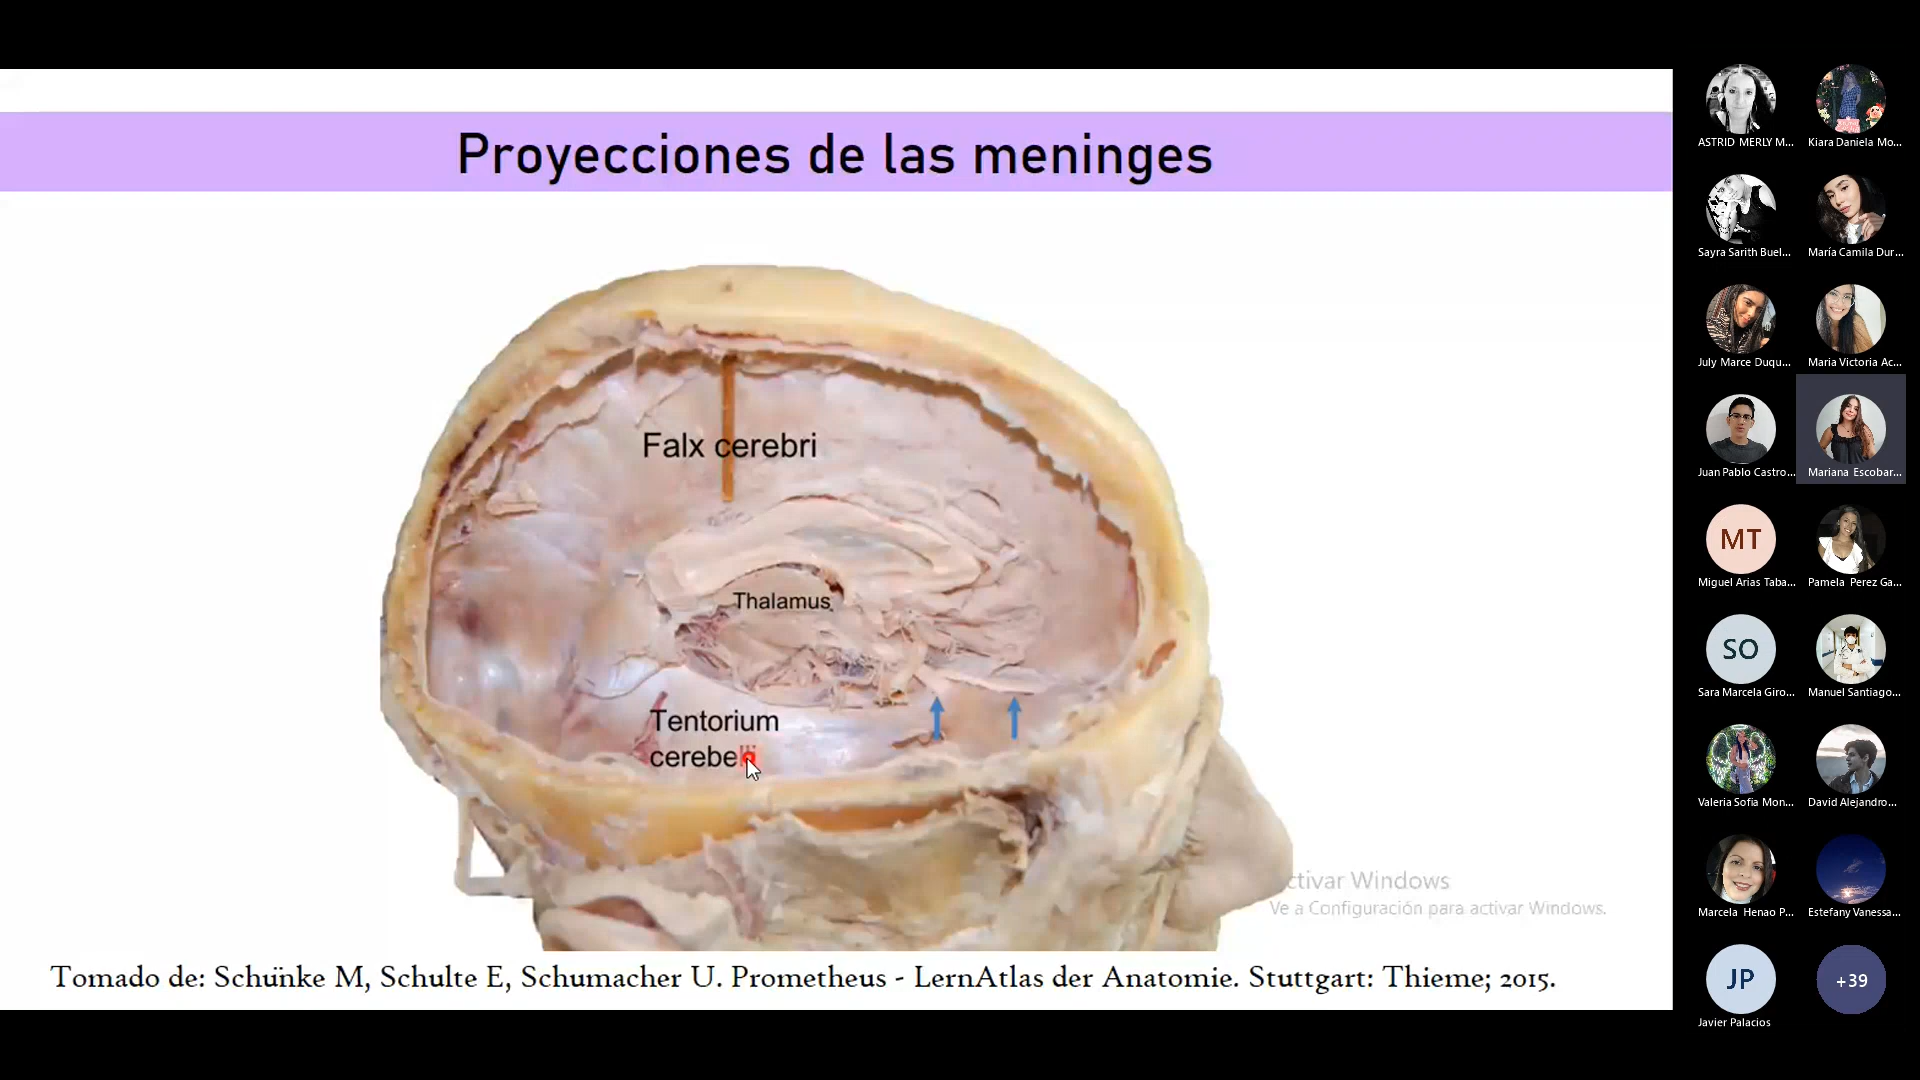 Proyecciones de las meninges
Falx cerebri
Thalamus
Tentorium
cerebelli
ctivar Windows
Ve a Configuración para activar Windows.
Tomado de: Schünke M, Schulte E, Schumacher U. Prometheus - LernAtlas der Anatomie. Stuttgart: Thieme; 2015.
ASTRID MERLY M...
Kiara Daniela Mo...
Sayra Sarith Buel...
María Camila Dur...
July Marce Duqu...
Maria Victoria Ac...
Juan Pablo Castro...
Mariana Escobar...
MT
Miguel Arias Taba...
Pamela Perez Ga...
SO
Sara Marcela Giro...
Manuel Santiago...
Valeria Sofia Mon...
David Alejandro...
Marcela Henao P...
Estefany Vanessa...
JP
Javier Palacios
+39